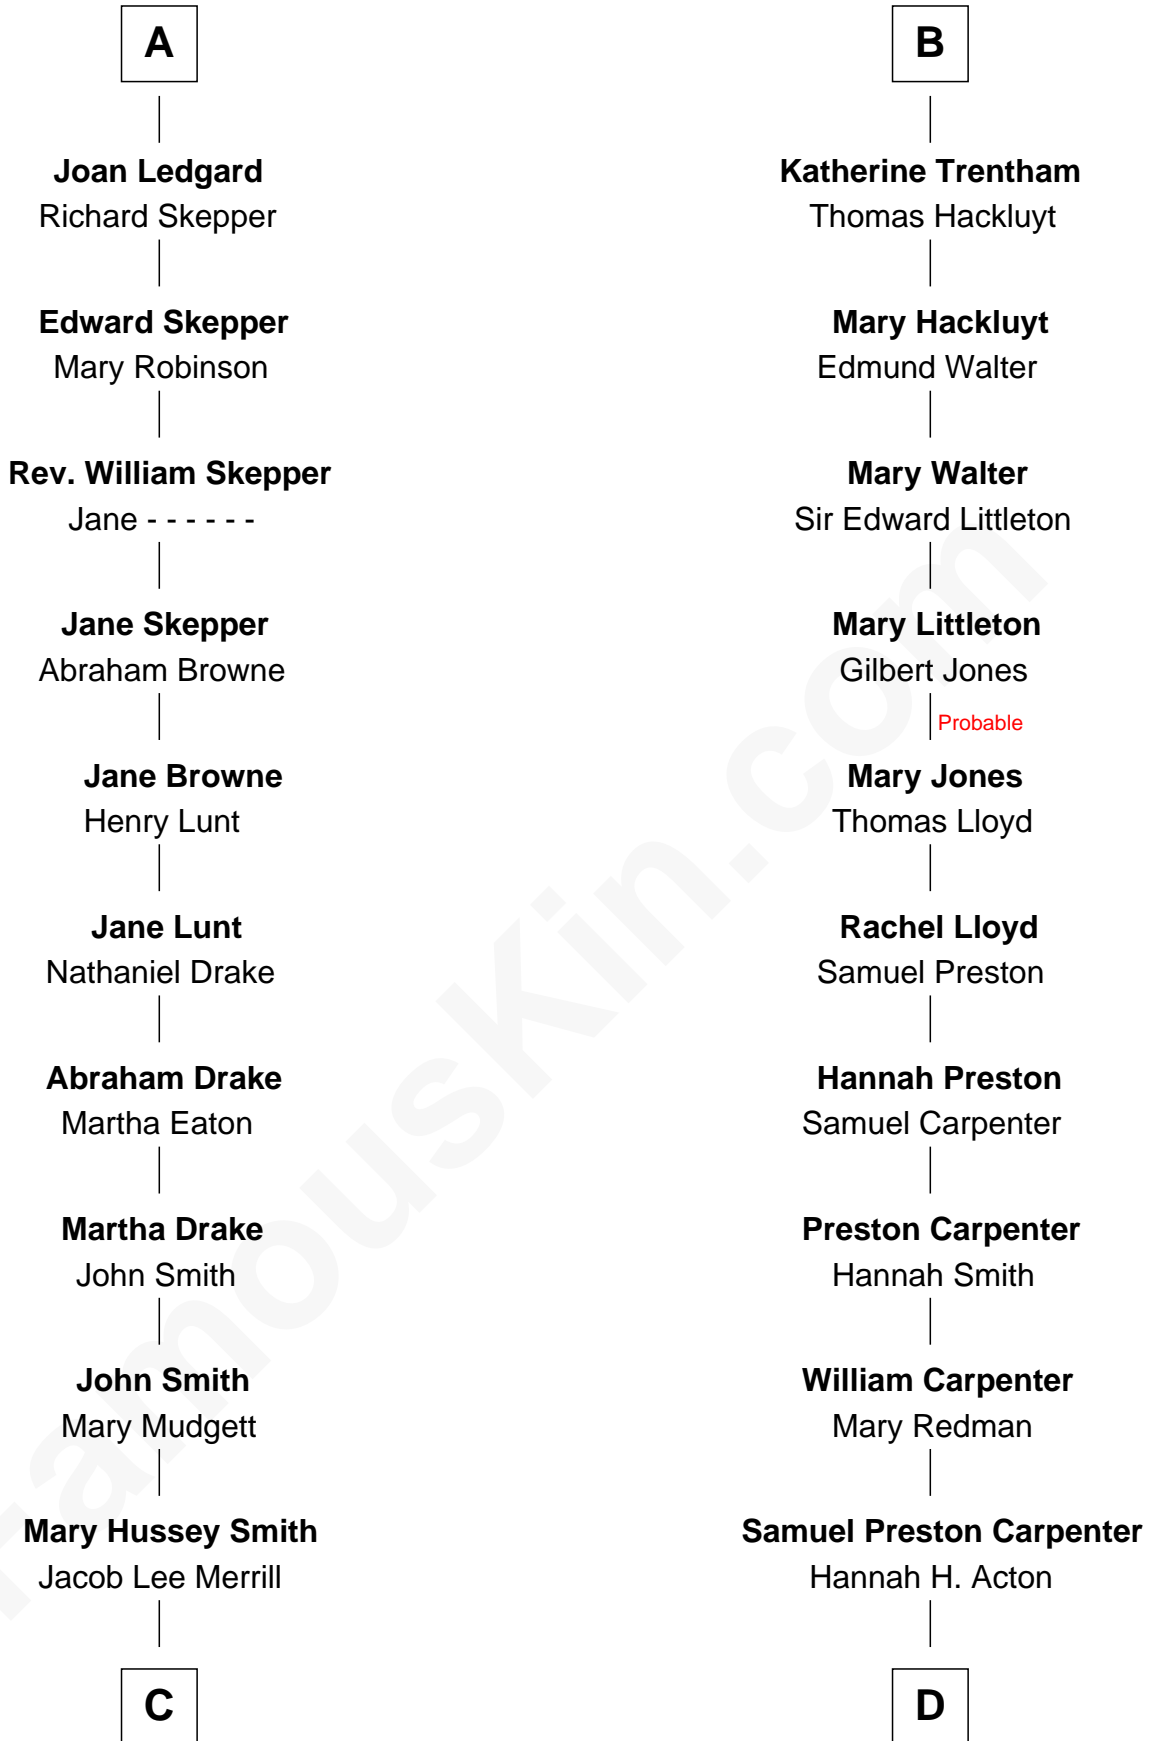 A
Joan Ledgard
Richard Skepper
Edward Skepper
Mary Robinson
Rev. William Skepper
Jane - - - - - -
Jane Skepper
Abraham Browne
Jane Browne
Henry Lunt
Jane Lunt
Nathaniel Drake
Abraham Drake
Martha Eaton
Martha Drake
John Smith
John Smith
Mary Mudgett
Mary Hussey Smith
Jacob Lee Merrill
C
B
Katherine Trentham
Thomas Hackluyt
Mary Hackluyt
Edmund Walter
Mary Walter
Sir Edward Littleton
Mary Littleton
Gilbert Jones
Probable
Mary Jones
Thomas Lloyd
Rachel Lloyd
Samuel Preston
Hannah Preston
Samuel Carpenter
Preston Carpenter
Hannah Smith
William Carpenter
Mary Redman
Samuel Preston Carpenter
Hannah H. Acton
D
FamousKin.com